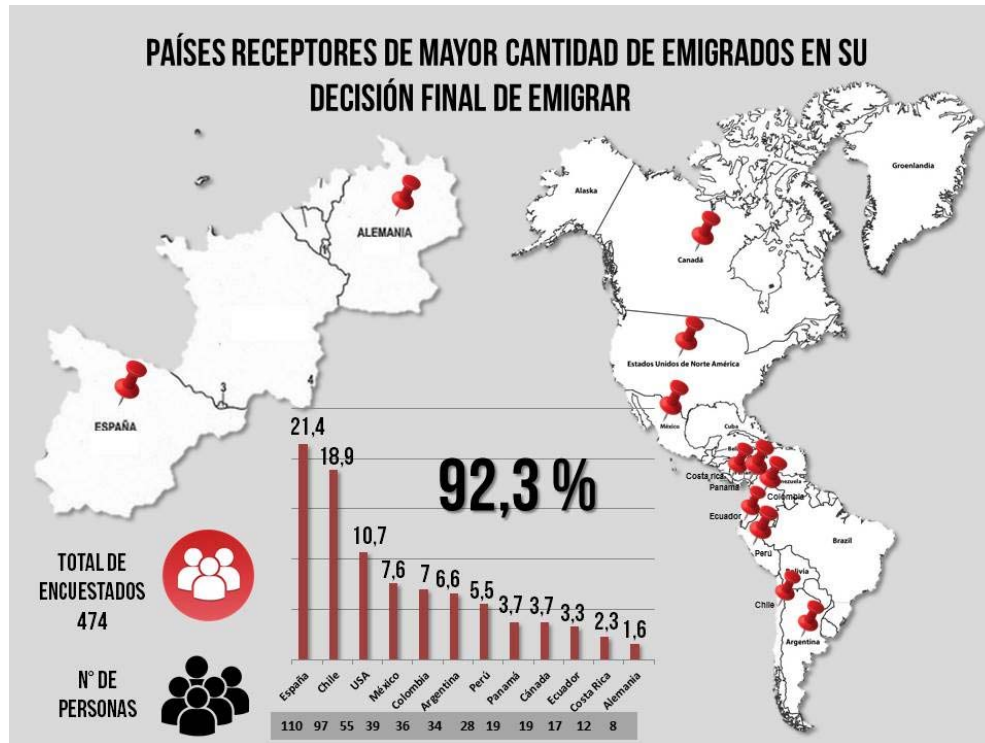 PAÍSES RECEPTORES DE MAYOR CANTIDAD DE EMIGRADOS EN SU
DECISIÓN FINAL DE EMIGRAR
Groenlandia
Alaska
Canadá
ALEMANIA
1
3
4
ESPAÑA
Estados Unidos de Norte América
México
Cuba
Costa rica
Panamá
Colombia
Ecuador
Perú
Brazil
Bolivia
Chile
Argentina
92,3 %
21,4
18,9
10,7
7,6
7
6,6
5,5
3,7
3,7
3,3
2,3
1,6
España
Chile
USA
México
Colombia
Argentina
Perú
Panamá
Cánada
Ecuador
Costa Rica
Alemania
110 97 55 39 36 34 28 19 19 17 12 8
TOTAL DE
ENCUESTADOS
474
N° DE
PERSONAS